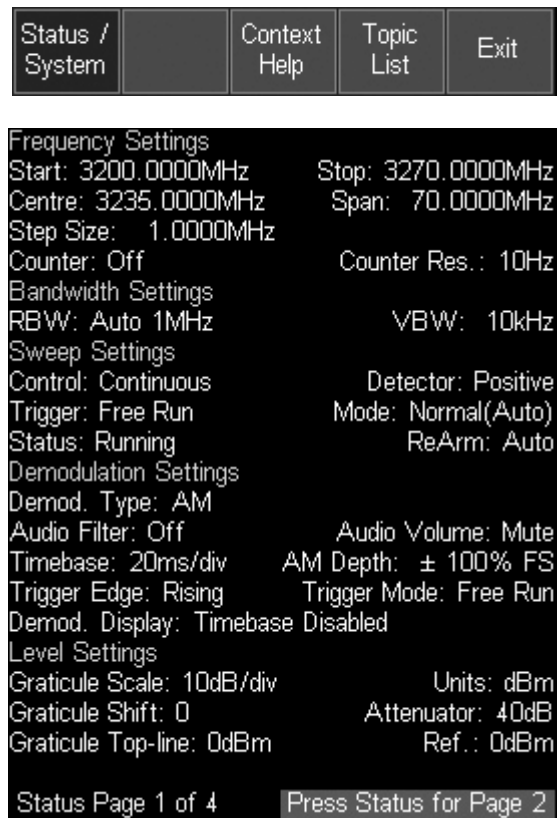 Status / System
Context Help
Topic List
Exit
Frequency Settings
Start: 3200.0000MHz Stop: 3270.0000MHz
Centre: 3235.0000MHz Span: 70.0000MHz
Step Size: 1.0000MHz
Counter: Off Counter Res.: 10Hz
Bandwidth Settings
RBW: Auto 1MHz VBW: 10kHz
Sweep Settings
Control: Continuous Detector: Positive
Trigger: Free Run Mode: Normal(Auto)
Status: Running ReArm: Auto
Demodulation Settings
Demod. Type: AM
Audio Filter: Off Audio Volume: Mute
Timebase: 20ms/div AM Depth: ± 100% FS
Trigger Edge: Rising Trigger Mode: Free Run
Demod. Display: Timebase Disabled
Level Settings
Graticule Scale: 10dB/div Units: dBm
Graticule Shift: 0 Attenuator: 40dB
Graticule Top-line: 0dBm Ref.: 0dBm
Status Page 1 of 4 Press Status for Page 2